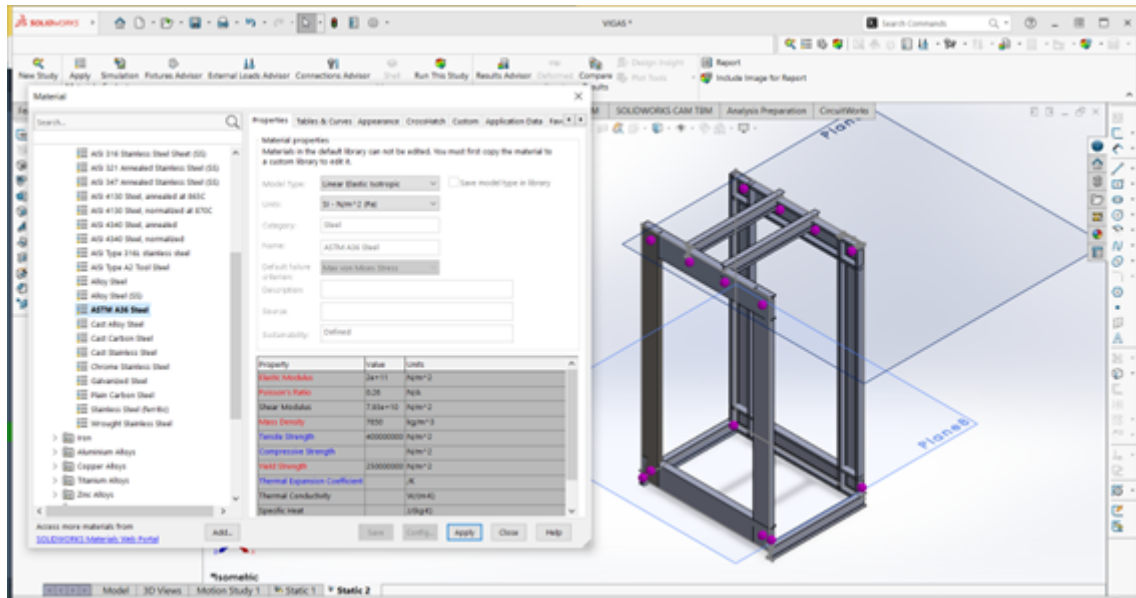 SOLIDWORKS
VIGAS *
Search Commands
New Study
Apply
Simulation
Fixtures Advisor
External Loads Advisor
Connections Advisor
Shell
Run This Study
Results Advisor
Deformed
Compare
Results
Design Insight
Plot Tools
Report
Include Image for Report
SOLIDWORKS CAM TBM
Analysis Preparation
CircuitWorks
Material
Search...
AISI 316 Stainless Steel Sheet (SS)
AISI 321 Annealed Stainless Steel (SS)
AISI 347 Annealed Stainless Steel (SS)
AISI 4130 Steel, annealed at 865C
AISI 4130 Steel, normalized at 870C
AISI 4340 Steel, annealed
AISI 4340 Steel, normalized
AISI Type 316L stainless steel
AISI Type A2 Tool Steel
Alloy Steel
Alloy Steel (SS)
ASTM A36 Steel
Cast Alloy Steel
Cast Carbon Steel
Cast Stainless Steel
Chrome Stainless Steel
Galvanized Steel
Plain Carbon Steel
Stainless Steel (ferritic)
Wrought Stainless Steel
Iron
Aluminium Alloys
Copper Alloys
Titanium Alloys
Zinc Alloys
Access more materials from
SOLIDWORKS Materials Web Portal
Add...
Properties
Tables & Curves
Appearance
CrossHatch
Custom
Application Data
Material properties
Materials in the default library can not be edited. You must first copy the material to
a custom library to edit it.
Model Type: Linear Elastic Isotropic
Save model type in library
Units: SI - N/m^2 (Pa)
Category: Steel
Name: ASTM A36 Steel
Default failure
criterion: Max von Mises Stress
Description:
Source:
Sustainability: Defined
Property Value Units
Elastic Modulus 2e+11 N/m^2
Poisson's Ratio 0.26 N/A
Shear Modulus 7.93e+10 N/m^2
Mass Density 7850 kg/m^3
Tensile Strength 400000000 N/m^2
Compressive Strength N/m^2
Yield Strength 250000000 N/m^2
Thermal Expansion Coefficient /K
Thermal Conductivity W/(m·K)
Specific Heat J/(kg·K)
Save
Config...
Apply
Close
Help
Plane
Plane8
*Isometric
Model
3D Views
Motion Study 1
Static 1
Static 2